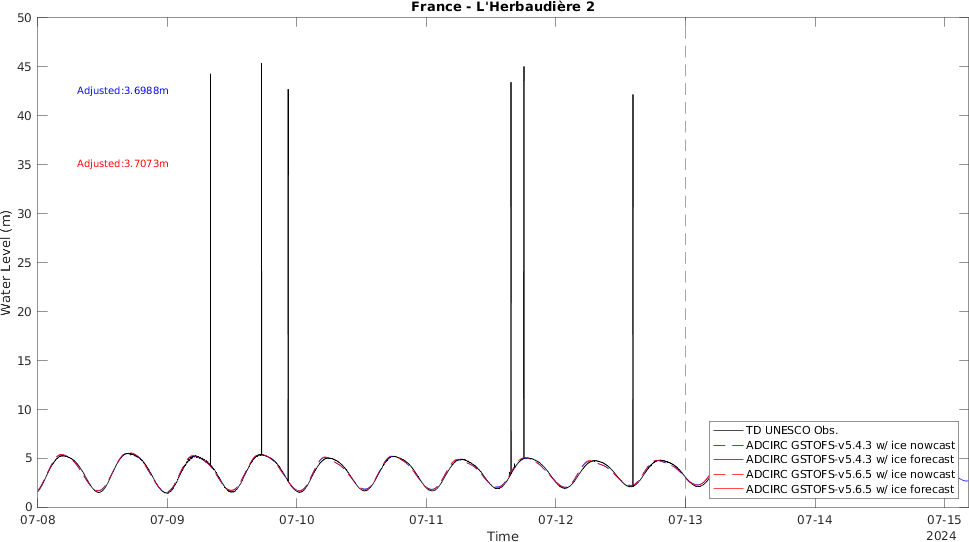 France - L'Herbaudière 2
50
45
40
35
30
25
20
15
10
5
0
Water Level (m)
Adjusted:3.6988m
Adjusted:3.7073m
TD UNESCO Obs.
ADCIRC GSTOFS-v5.4.3 w/ ice nowcast
ADCIRC GSTOFS-v5.4.3 w/ ice forecast
ADCIRC GSTOFS-v5.6.5 w/ ice nowcast
ADCIRC GSTOFS-v5.6.5 w/ ice forecast
07-08 07-09 07-10 07-11 07-12 07-13 07-14 07-15
Time
2024